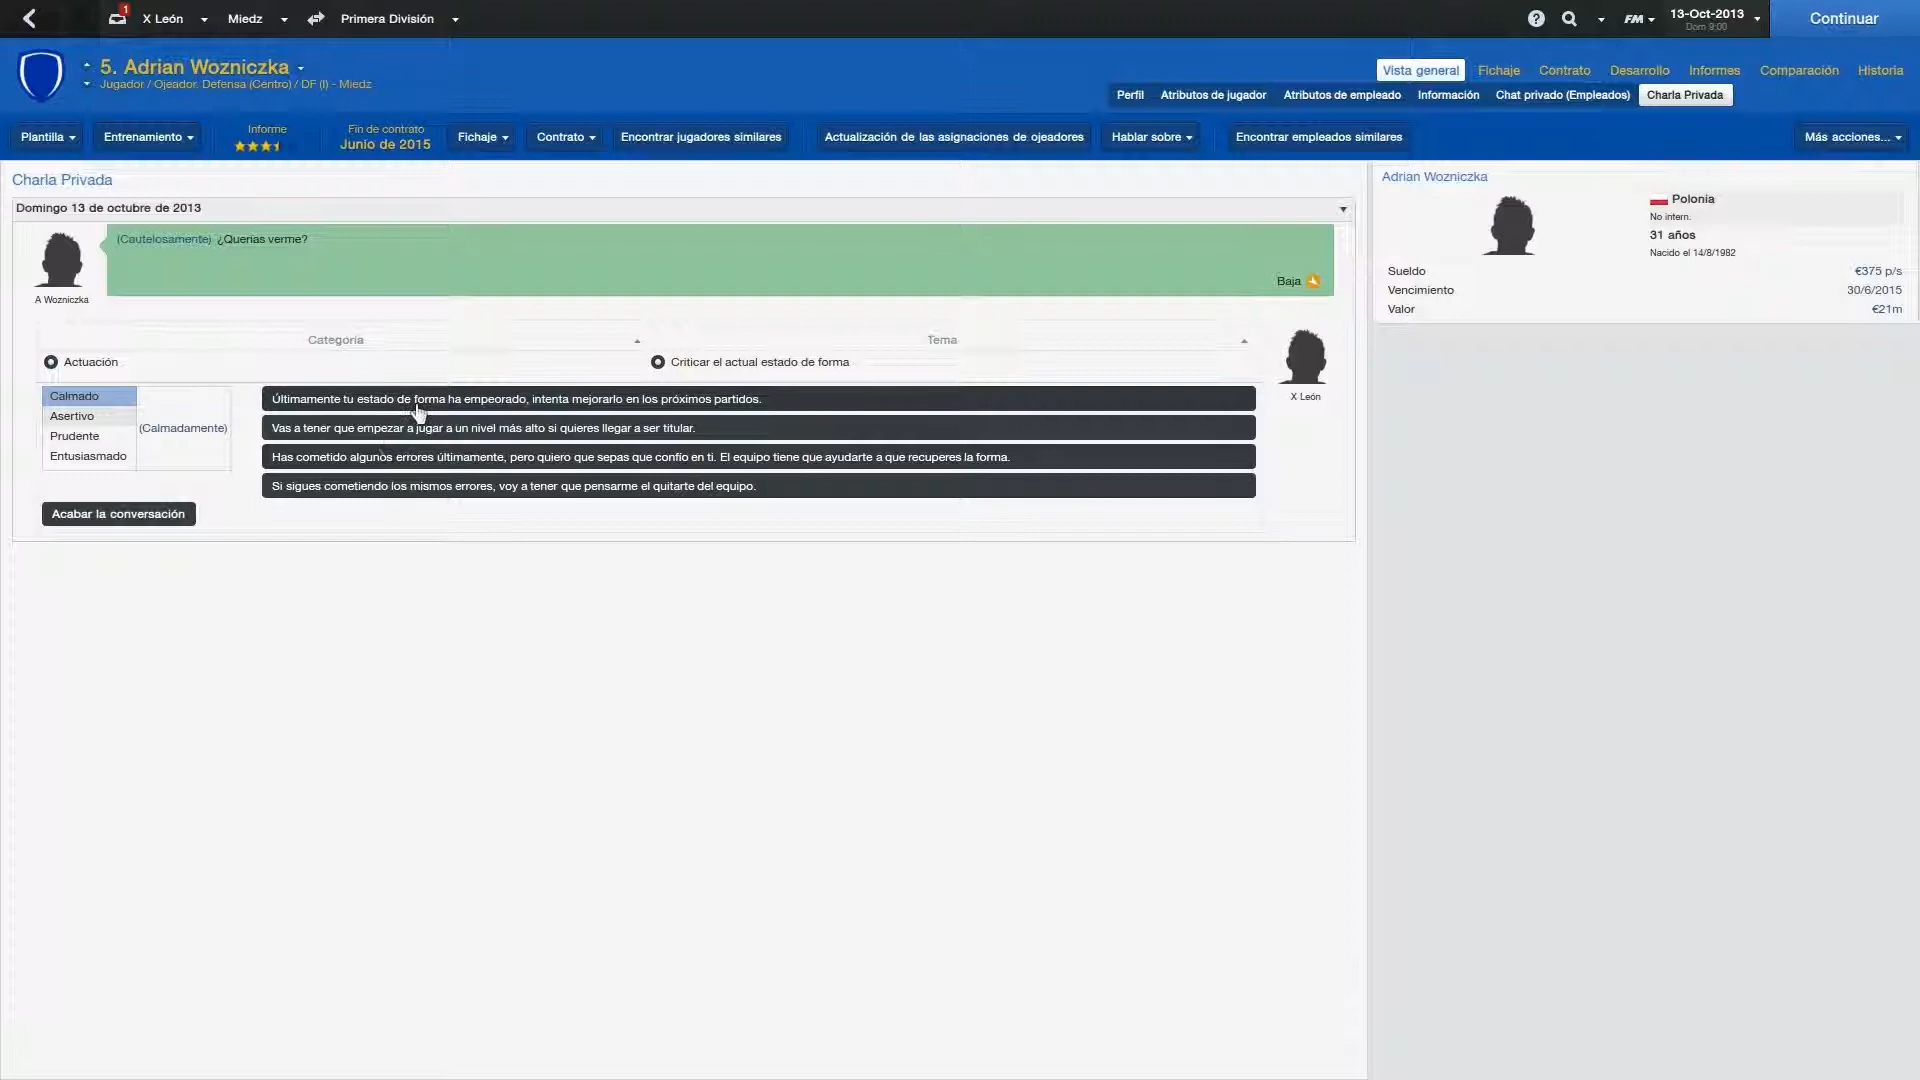 1
X León
Miedz
Primera División
?
FM
13-Oct-2013
Dom 9:00
Continuar
5. Adrian Wozniczka
Jugador / Ojeador. Defensa (Centro) / DF (I) - Miedz
Vista general
Fichaje
Contrato
Desarrollo
Informes
Comparación
Historia
Perfil
Atributos de jugador
Atributos de empleado
Información
Chat privado (Empleados)
Charla Privada
Plantilla
Entrenamiento
Informe
Fin de contrato
Junio de 2015
Fichaje
Contrato
Encontrar jugadores similares
Actualización de las asignaciones de ojeadores
Hablar sobre
Encontrar empleados similares
Más acciones...
Charla Privada
Domingo 13 de octubre de 2013
(Cautelosamente) ¿Querías verme?
Baja
A Wozniczka
Categoría
Tema
Actuación
Criticar el actual estado de forma
X León
Calmado
Asertivo
Prudente
Entusiasmado
(Calmadamente)
Últimamente tu estado de forma ha empeorado, intenta mejorarlo en los próximos partidos.
Vas a tener que empezar a jugar a un nivel más alto si quieres llegar a ser titular.
Has cometido algunos errores últimamente, pero quiero que sepas que confío en ti. El equipo tiene que ayudarte a que recuperes la forma.
Si sigues cometiendo los mismos errores, voy a tener que pensarme el quitarte del equipo.
Acabar la conversación
Adrian Wozniczka
Polonia
No intern.
31 años
Nacido el 14/8/1982
Sueldo
€375 p/s
Vencimiento
30/6/2015
Valor
€21m